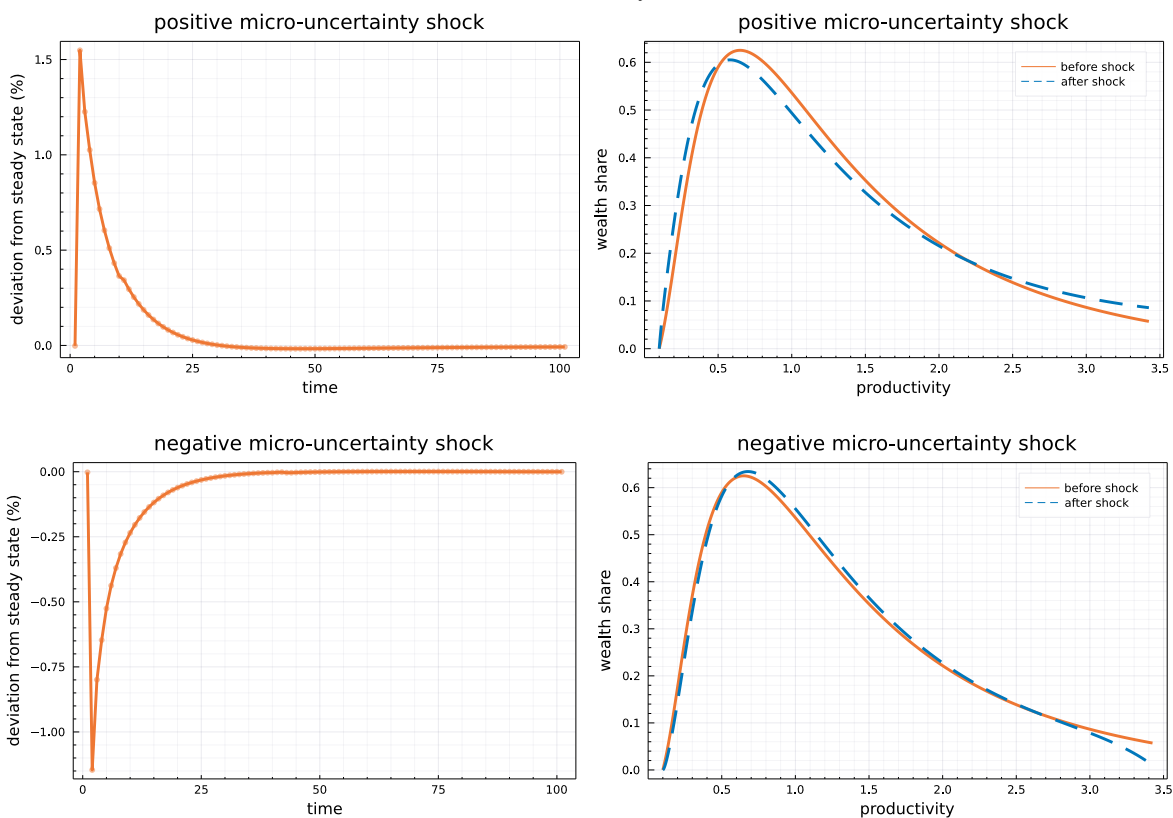 positive micro-uncertainty shock
deviation from steady state (%)
1.5
1.0
0.5
0.0
0
25
50
75
100
time
positive micro-uncertainty shock
wealth share
0.6
0.5
0.4
0.3
0.2
0.1
0.0
before shock
after shock
0.5
1.0
1.5
2.0
2.5
3.0
3.5
productivity
negative micro-uncertainty shock
deviation from steady state (%)
0.00
−0.25
−0.50
−0.75
−1.00
0
25
50
75
100
time
negative micro-uncertainty shock
wealth share
0.6
0.5
0.4
0.3
0.2
0.1
0.0
before shock
after shock
0.5
1.0
1.5
2.0
2.5
3.0
3.5
productivity